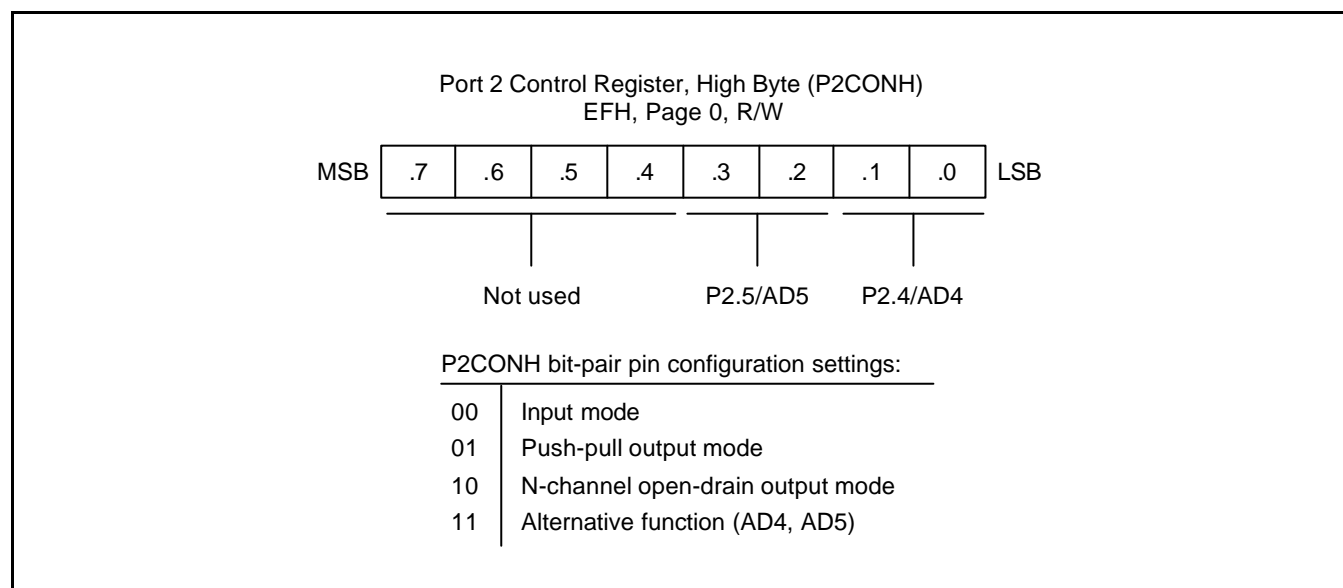 Port 2 Control Register, High Byte (P2CONH)
EFH, Page 0, R/W
MSB .7 .6 .5 .4 .3 .2 .1 .0 LSB
Not used P2.5/AD5 P2.4/AD4
P2CONH bit-pair pin configuration settings:
00 Input mode
01 Push-pull output mode
10 N-channel open-drain output mode
11 Alternative function (AD4, AD5)